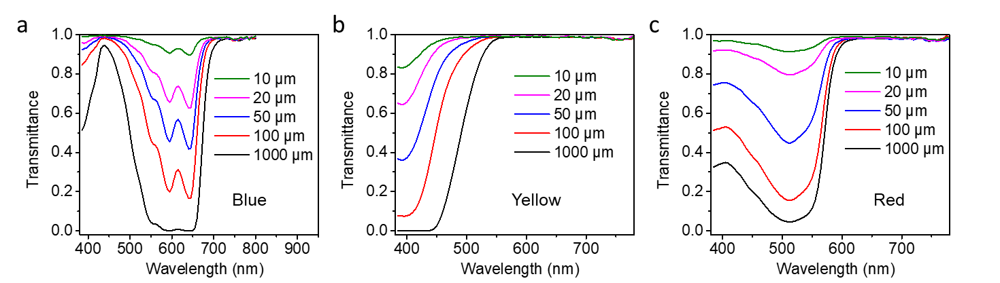 a
1.0
0.8
0.6
0.4
0.2
0.0
Transmittance
10 µm
20 µm
50 µm
100 µm
1000 µm
Blue
400 500 600 700 800 900
Wavelength (nm)
b
1.0
0.8
0.6
0.4
0.2
0.0
Transmittance
10 µm
20 µm
50 µm
100 µm
1000 µm
Yellow
400 500 600 700
Wavelength (nm)
c
1.0
0.8
0.6
0.4
0.2
0.0
Transmittance
10 µm
20 µm
50 µm
100 µm
1000 µm
Red
400 500 600 700
Wavelength (nm)